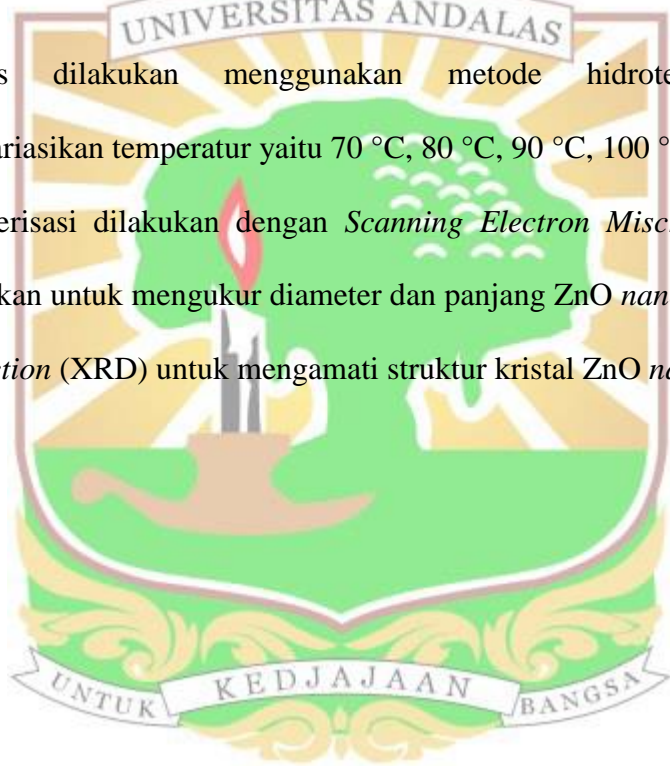 UNIVERSITAS ANDALAS
s dilakukan menggunakan metode hidrote
ariasikan temperatur yaitu 70 °C, 80 °C, 90 °C, 100 °
erisasi dilakukan dengan Scanning Electron Misc
kan untuk mengukur diameter dan panjang ZnO nan
tion (XRD) untuk mengamati struktur kristal ZnO na
UNTUK KEDJAJAAN BANGSA